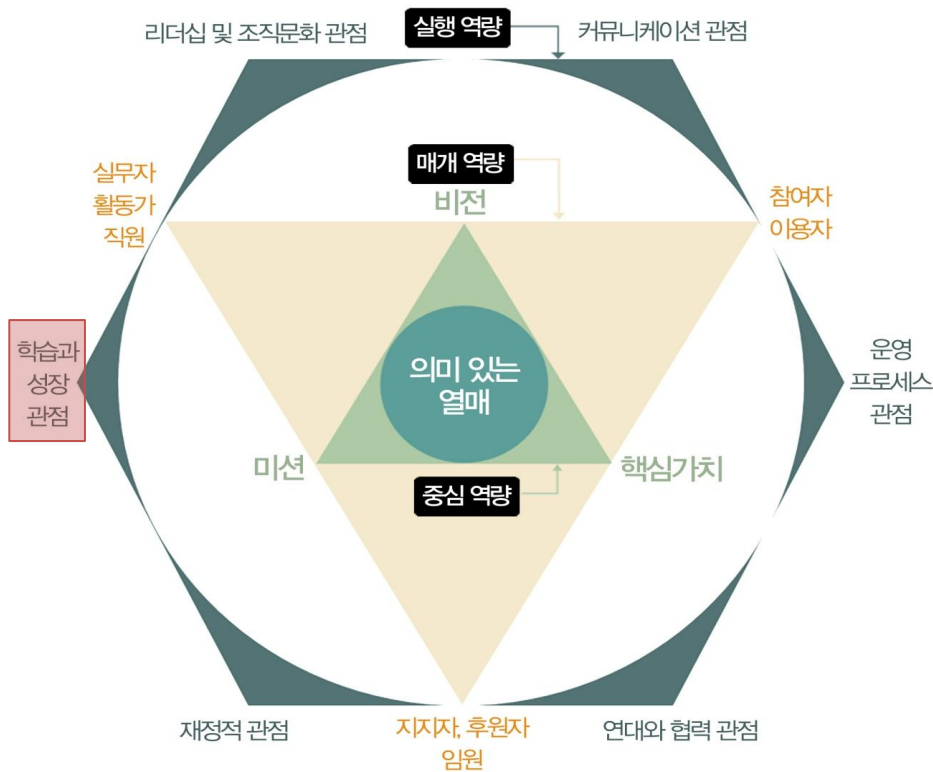 리더십 및 조직문화 관점
실행 역량
커뮤니케이션 관점
매개 역량
실무자
활동가
직원
비전
참여자
이용자
학습과
성장
관점
의미 있는
열매
운영
프로세스
관점
미션
핵심가치
중심 역량
재정적 관점
지지자, 후원자
임원
연대와 협력 관점